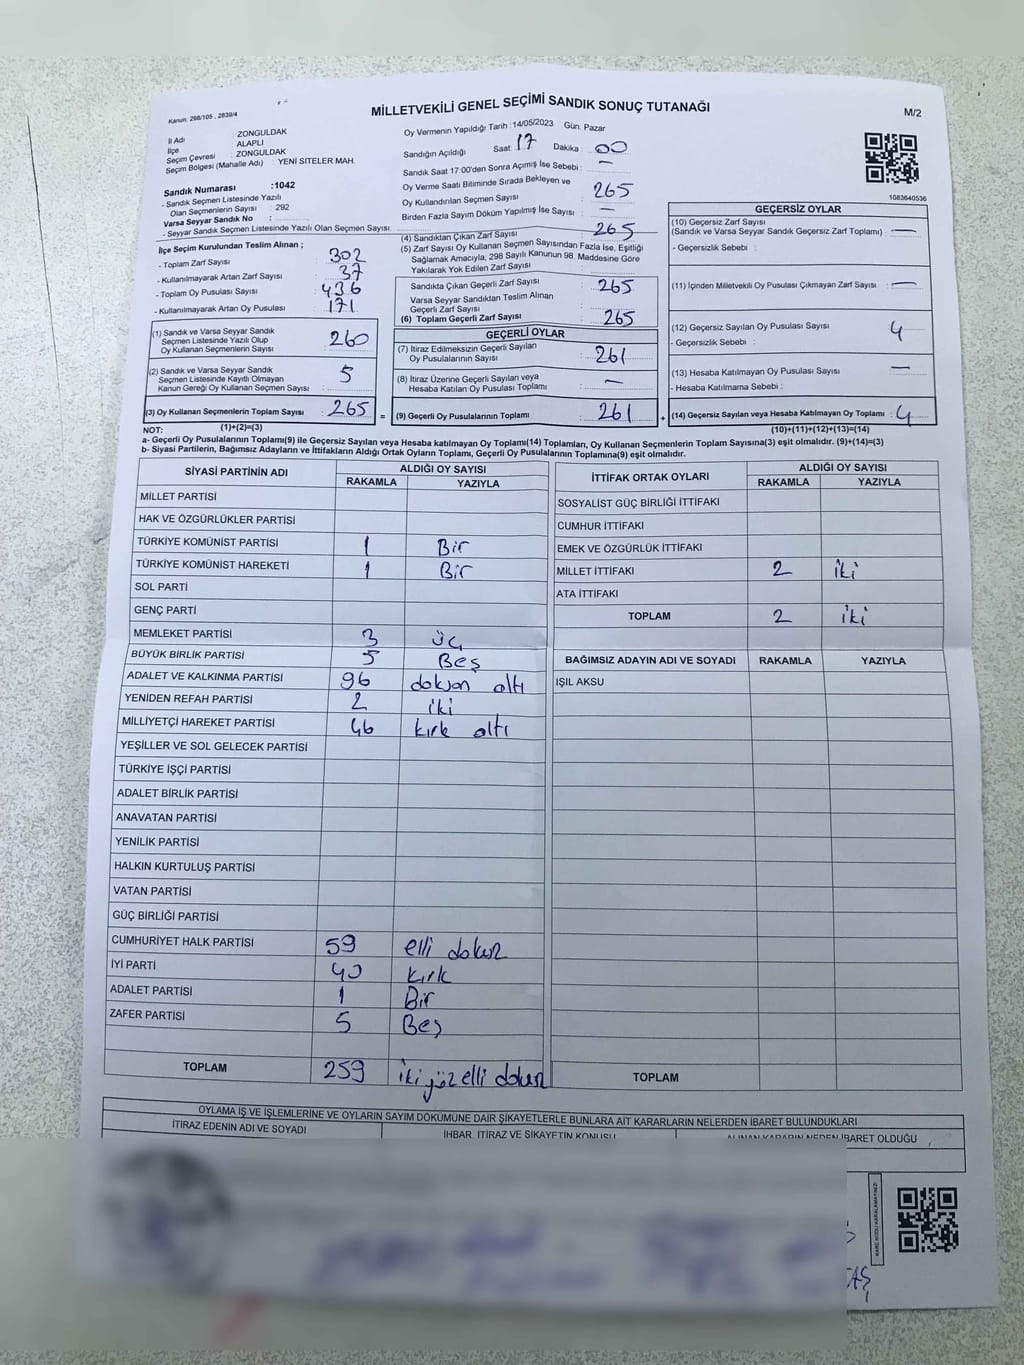 Kanun. 298/105 , 2839/4
MİLLETVEKİLİ GENEL SEÇİMİ SANDIK SONUÇ TUTANAĞI
M/2
İl Adı : ZONGULDAK
İlçe : ALAPLI
Seçim Çevresi : ZONGULDAK
Seçim Bölgesi (Mahalle Adı) : YENİ SİTELER MAH.
Sandık Numarası :1042
- Sandık Seçmen Listesinde Yazılı
Olan Seçmenlerin Sayısı : 292
Varsa Seyyar Sandık No :
- Seyyar Sandık Seçmen Listesinde Yazılı Olan Seçmen Sayısı
İlçe Seçim Kurulundan Teslim Alınan ;
- Toplam Zarf Sayısı : 302
- Kullanılmayarak Artan Zarf Sayısı : 37
- Toplam Oy Pusulası Sayısı : 436
- Kullanılmayarak Artan Oy Pusulası : 171
(1) Sandık ve Varsa Seyyar Sandık
Seçmen Listesinde Yazılı Olup
Oy Kullanan Seçmenlerin Sayısı : 260
(2) Sandık ve Varsa Seyyar Sandık
Seçmen Listesinde Kayıtlı Olmayan
Kanun Gereği Oy Kullanan Seçmen Sayısı : 5
(3) Oy Kullanan Seçmenlerin Toplam Sayısı : 265
(1)+(2)=(3)
Oy Vermenin Yapıldığı Tarih :14/05/2023 Gün: Pazar
Sandığın Açıldığı Saat: 17 Dakika : 00
Sandık Saat 17:00'den Sonra Açımış İse Sebebi : —
Oy Verme Saati Bitiminde Sırada Bekleyen ve
Oy Kullandırılan Seçmen Sayısı : 265
Birden Fazla Sayım Döküm Yapılmış İse Sayısı : —
(4) Sandıktan Çıkan Zarf Sayısı : 265
(5) Zarf Sayısı Oy Kullanan Seçmen Sayısından Fazla İse, Eşitliği
Sağlamak Amacıyla, 298 Sayılı Kanunun 98. Maddesine Göre
Yakılarak Yok Edilen Zarf Sayısı :
Sandıkta Çıkan Geçerli Zarf Sayısı : 265
Varsa Seyyar Sandıktan Teslim Alınan
Geçerli Zarf Sayısı :
(6) Toplam Geçerli Zarf Sayısı : 265
GEÇERLİ OYLAR
(7) İtiraz Edilmeksizin Geçerli Sayılan
Oy Pusulalarının Sayısı : 261
(8) İtiraz Üzerine Geçerli Sayılan veya
Hesaba Katılan Oy Pusulası Toplamı : —
= (9) Geçerli Oy Pusulalarının Toplamı : 261
1083640536
GEÇERSİZ OYLAR
(10) Geçersiz Zarf Sayısı
(Sandık ve Varsa Seyyar Sandık Geçersiz Zarf Toplamı) : —
- Geçersizlik Sebebi :
(11) İçinden Milletvekili Oy Pusulası Çıkmayan Zarf Sayısı : —
(12) Geçersiz Sayılan Oy Pusulası Sayısı : 4
- Geçersizlik Sebebi :
(13) Hesaba Katılmayan Oy Pusulası Sayısı : —
- Hesaba Katılmama Sebebi :
+ (14) Geçersiz Sayılan veya Hesaba Katılmayan Oy Toplamı : 4
(10)+(11)+(12)+(13)=(14)
NOT:
a- Geçerli Oy Pusulalarının Toplamı(9) ile Geçersiz Sayılan veya Hesaba katılmayan Oy Toplamı(14) Toplamları, Oy Kullanan Seçmenlerin Toplam Sayısına(3) eşit olmalıdır. (9)+(14)=(3)
b- Siyasi Partilerin, Bağımsız Adayların ve İttifakların Aldığı Ortak Oyların Toplamı, Geçerli Oy Pusulalarının Toplamına(9) eşit olmalıdır.
SİYASİ PARTİNİN ADI ALDIĞI OY SAYISI
RAKAMLA YAZIYLA
MİLLET PARTİSİ
HAK VE ÖZGÜRLÜKLER PARTİSİ
TÜRKİYE KOMÜNİST PARTİSİ 1 Bir
TÜRKİYE KOMÜNİST HAREKETİ 1 Bir
SOL PARTİ
GENÇ PARTİ
MEMLEKET PARTİSİ 3 üç
BÜYÜK BİRLİK PARTİSİ 5 Beş
ADALET VE KALKINMA PARTİSİ 96 doksan altı
YENİDEN REFAH PARTİSİ 2 iki
MİLLİYETÇİ HAREKET PARTİSİ 46 kırk altı
YEŞİLLER VE SOL GELECEK PARTİSİ
TÜRKİYE İŞÇİ PARTİSİ
ADALET BİRLİK PARTİSİ
ANAVATAN PARTİSİ
YENİLİK PARTİSİ
HALKIN KURTULUŞ PARTİSİ
VATAN PARTİSİ
GÜÇ BİRLİĞİ PARTİSİ
CUMHURİYET HALK PARTİSİ 59 elli dokuz
İYİ PARTİ 40 kırk
ADALET PARTİSİ 1 Bir
ZAFER PARTİSİ 5 Beş
TOPLAM 259 iki yüz elli dokuz
İTTİFAK ORTAK OYLARI ALDIĞI OY SAYISI
RAKAMLA YAZIYLA
SOSYALİST GÜÇ BİRLİĞİ İTTİFAKI
CUMHUR İTTİFAKI
EMEK VE ÖZGÜRLÜK İTTİFAKI
MİLLET İTTİFAKI 2 iki
ATA İTTİFAKI
TOPLAM 2 iki
BAĞIMSIZ ADAYIN ADI VE SOYADI RAKAMLA YAZIYLA
IŞIL AKSU
TOPLAM
OYLAMA İŞ VE İŞLEMLERİNE VE OYLARIN SAYIM DÖKÜMÜNE DAİR ŞİKAYETLERLE BUNLARA AİT KARARLARIN NELERDEN İBARET BULUNDUKLARI
İTİRAZ EDENİN ADI VE SOYADI İHBAR, İTİRAZ VE ŞİKAYETİN KONUSU ALINAN KARARIN NEDEN İBARET OLDUĞU